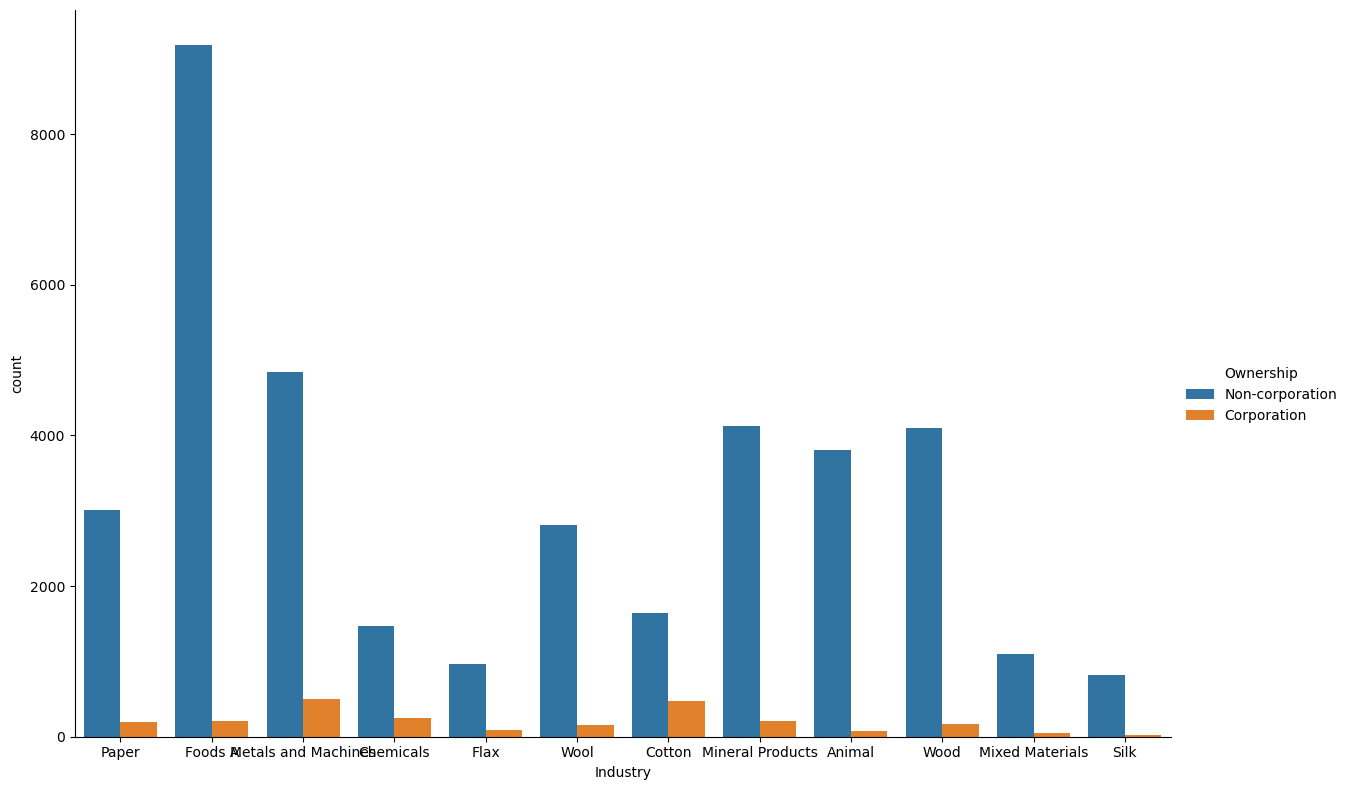 8000
6000
4000
2000
0
count
Paper Foods Metals and Machines Chemicals Flax Wool Cotton Mineral Products Animal Wood Mixed Materials Silk
Industry
Ownership
Non-corporation
Corporation